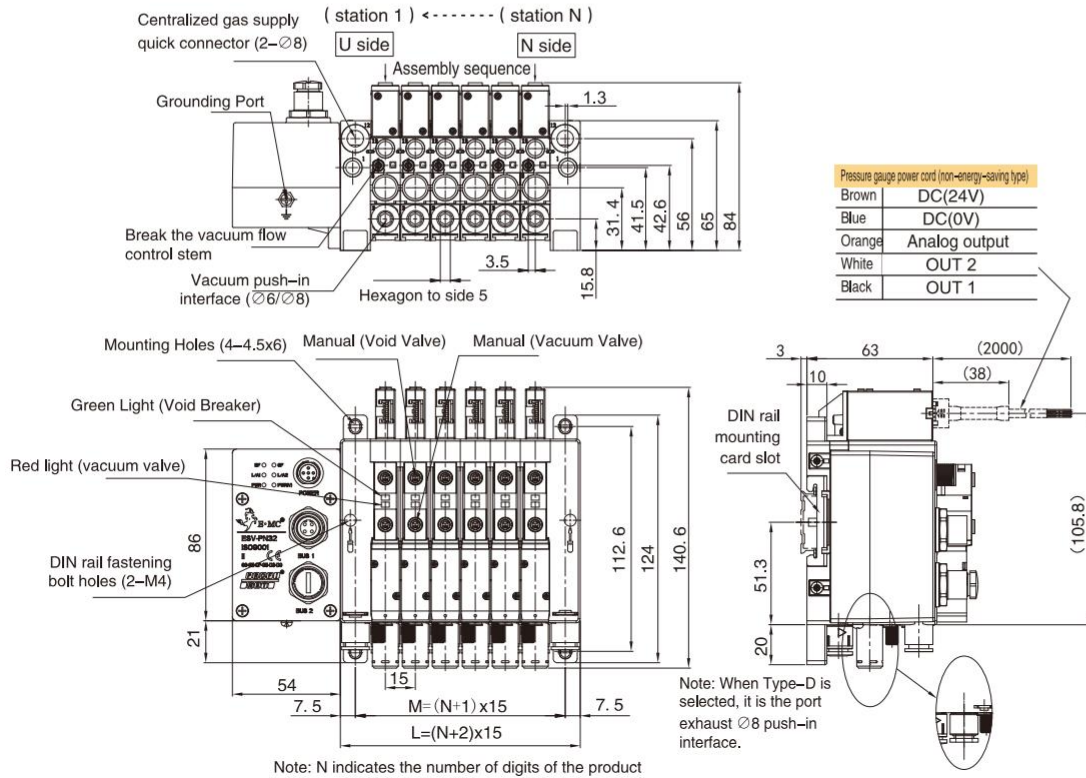 Centralized gas supply
quick connector (2-∅8)
( station 1 ) ( station N )
U side
N side
Assembly sequence
Grounding Port
1.3
31.4
41.5
42.6
56
65
84
15.8
3.5
Break the vacuum flow
control stem
Vacuum push-in
interface (∅6/∅8)
Hexagon to side 5
Pressure gauge power cord (non-energy-saving type)
Brown DC(24V)
Blue DC(0V)
Orange Analog output
White OUT 2
Black OUT 1
Mounting Holes (4-4.5x6)
Manual (Void Valve)
Manual (Vacuum Valve)
Green Light (Void Breaker)
Red light (vacuum valve)
DIN rail fastening
bolt holes (2-M4)
POWER
E·MC®
ESV-PN32
ISO9001
BUS 1
BUS 2
86
21
54
7.5
15
M=(N+1)x15
7.5
L=(N+2)x15
112.6
124
140.6
Note: N indicates the number of digits of the product
3
63
(2000)
10
(38)
DIN rail
mounting
card slot
51.3
20
(105.8)
Note: When Type-D is
selected, it is the port
exhaust ∅8 push-in
interface.